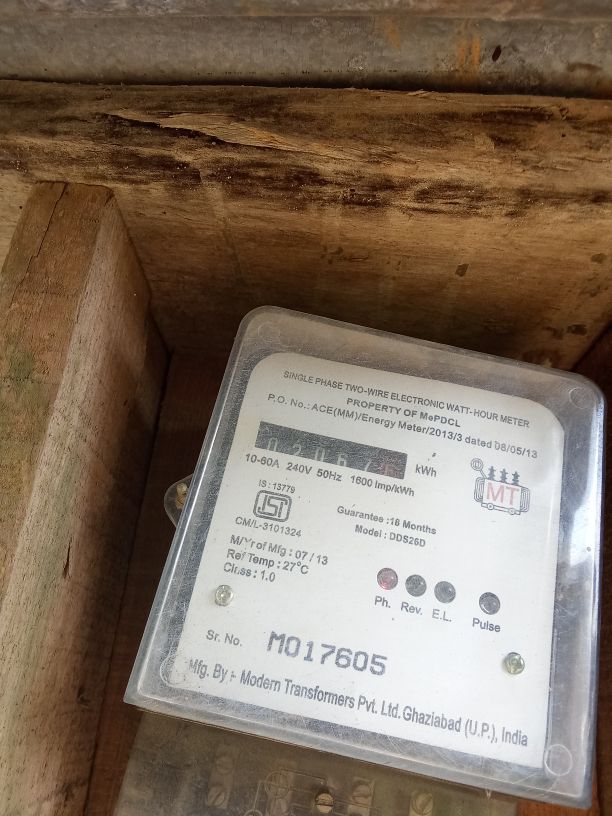 SINGLE PHASE TWO-WIRE ELECTRONIC WATT-HOUR METER
PROPERTY OF MePDCL
P.O. No.: ACE(MM)/Energy Meter/2013/3 dated 08/05/13
kWh
10-60A 240V 50Hz 1600 imp/kWh
IS : 13779
ISI
CM/L-3101324
MT
Guarantee :18 Months
Model : DDS26D
M/Yr of Mfg : 07 / 13
Ref Temp : 27°C
Class : 1.0
Ph. Rev. E.L. Pulse
Sr. No. M017605
Mfg. By :- Modern Transformers Pvt. Ltd. Ghaziabad (U.P.), India